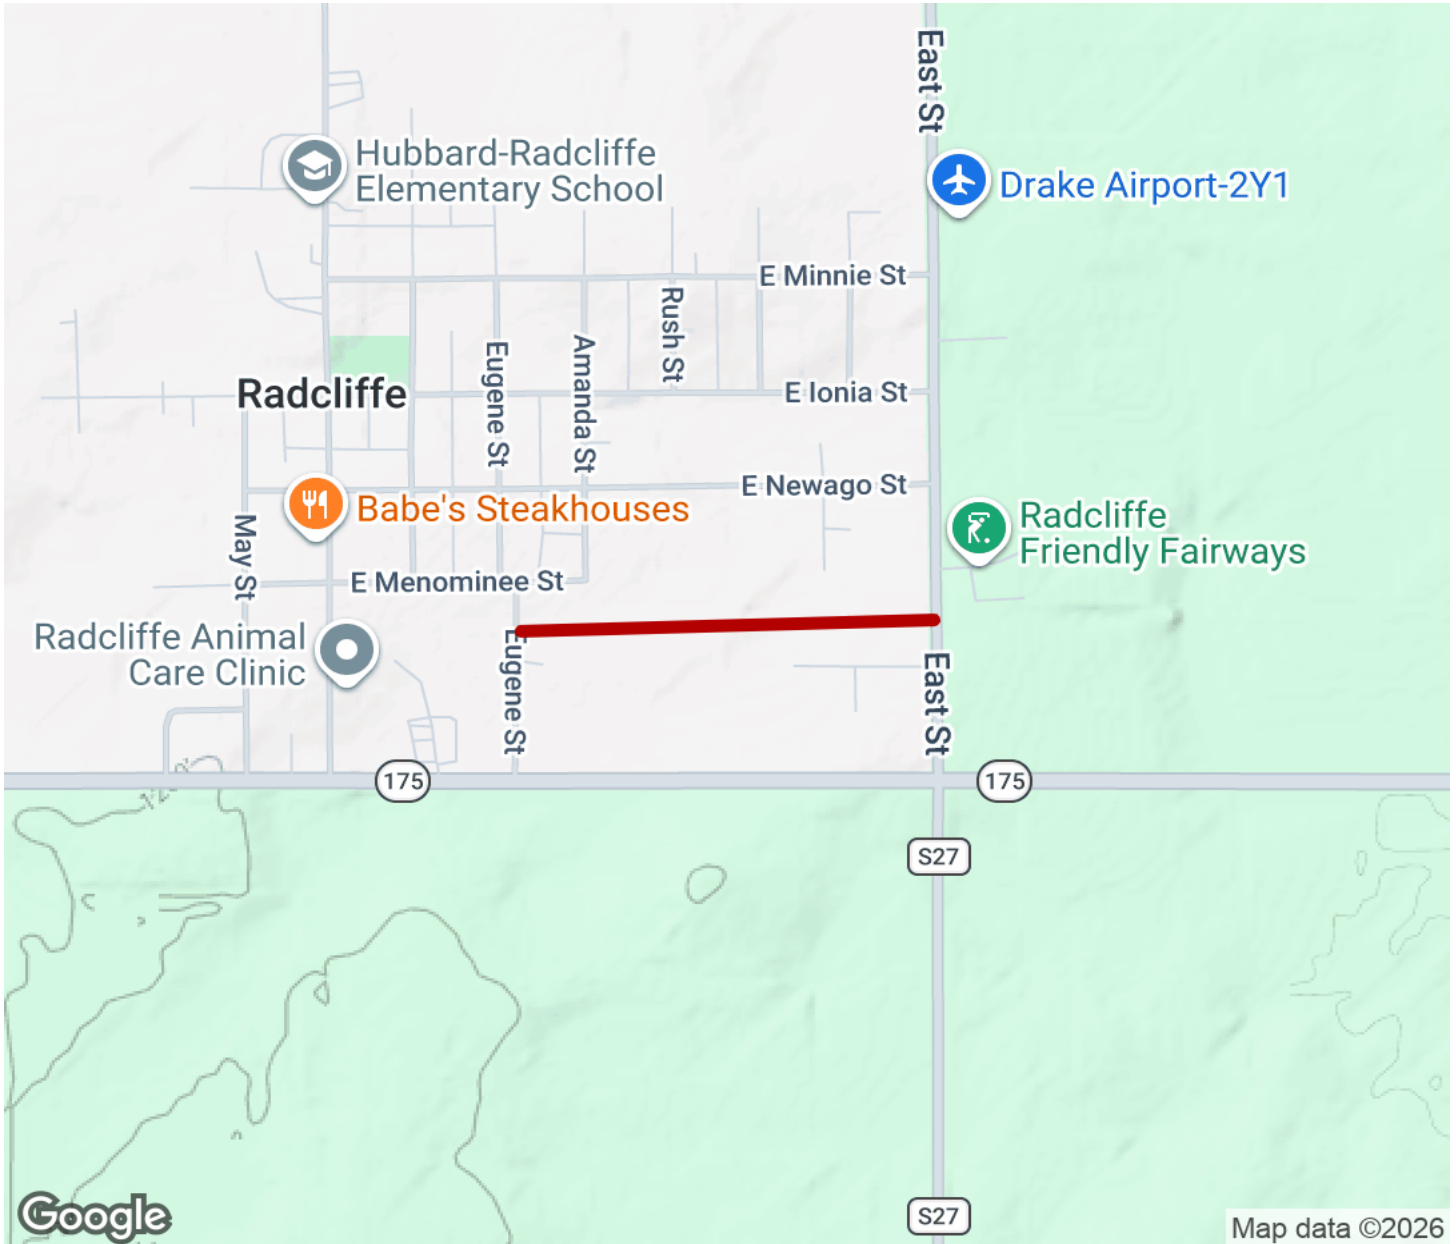 East St
Hubbard-Radcliffe
Elementary School
Drake Airport-2Y1
E Minnie St
Rush St
Eugene St
Amanda St
Radcliffe
E Ionia St
E Newago St
Babe's Steakhouses
May St
Radcliffe
Friendly Fairways
E Menominee St
Radcliffe Animal
Care Clinic
Eugene St
East St
175
175
S27
S27
Google
Map data ©2026